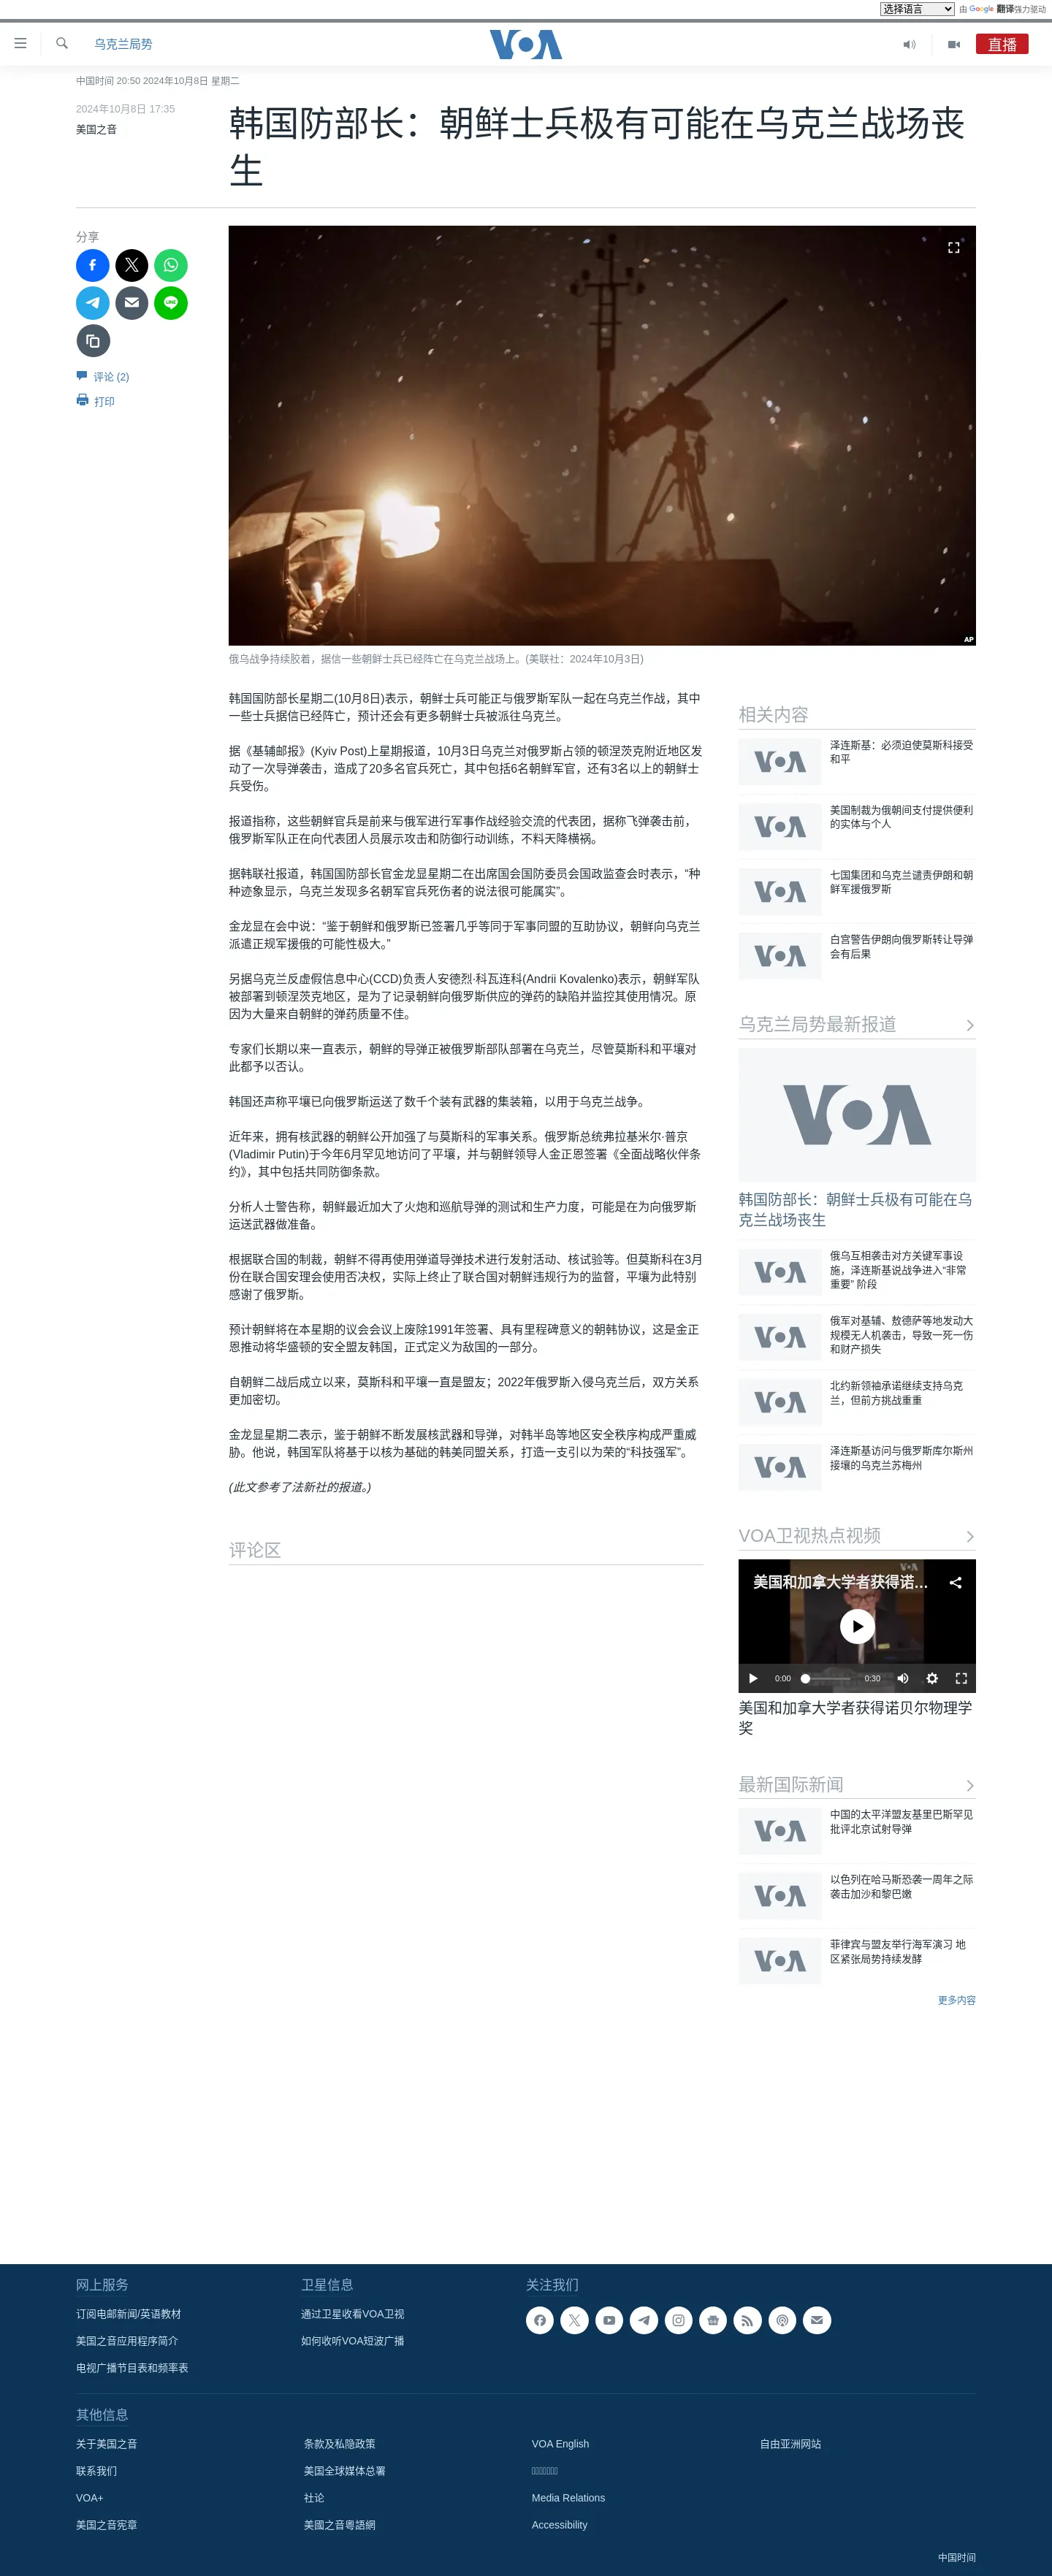 选择语言 由 Google 翻译强力驱动
乌克兰局势
VOA
直播
中国时间 20:50 2024年10月8日 星期二
2024年10月8日 17:35
美国之音
韩国防部长：朝鲜士兵极有可能在乌克兰战场丧
生
分享
评论 (2)
打印
AP
俄乌战争持续胶着，据信一些朝鲜士兵已经阵亡在乌克兰战场上。(美联社：2024年10月3日)
韩国国防部长星期二(10月8日)表示，朝鲜士兵可能正与俄罗斯军队一起在乌克兰作战，其中
一些士兵据信已经阵亡，预计还会有更多朝鲜士兵被派往乌克兰。
据《基辅邮报》(Kyiv Post)上星期报道，10月3日乌克兰对俄罗斯占领的顿涅茨克附近地区发
动了一次导弹袭击，造成了20多名官兵死亡，其中包括6名朝鲜军官，还有3名以上的朝鲜士
兵受伤。
报道指称，这些朝鲜官兵是前来与俄军进行军事作战经验交流的代表团，据称飞弹袭击前，
俄罗斯军队正在向代表团人员展示攻击和防御行动训练，不料天降横祸。
据韩联社报道，韩国国防部长官金龙显星期二在出席国会国防委员会国政监查会时表示，“种
种迹象显示，乌克兰发现多名朝军官兵死伤者的说法很可能属实”。
金龙显在会中说：“鉴于朝鲜和俄罗斯已签署几乎等同于军事同盟的互助协议，朝鲜向乌克兰
派遣正规军援俄的可能性极大。”
另据乌克兰反虚假信息中心(CCD)负责人安德烈·科瓦连科(Andrii Kovalenko)表示，朝鲜军队
被部署到顿涅茨克地区，是为了记录朝鲜向俄罗斯供应的弹药的缺陷并监控其使用情况。原
因为大量来自朝鲜的弹药质量不佳。
专家们长期以来一直表示，朝鲜的导弹正被俄罗斯部队部署在乌克兰，尽管莫斯科和平壤对
此都予以否认。
韩国还声称平壤已向俄罗斯运送了数千个装有武器的集装箱，以用于乌克兰战争。
近年来，拥有核武器的朝鲜公开加强了与莫斯科的军事关系。俄罗斯总统弗拉基米尔·普京
(Vladimir Putin)于今年6月罕见地访问了平壤，并与朝鲜领导人金正恩签署《全面战略伙伴条
约》，其中包括共同防御条款。
分析人士警告称，朝鲜最近加大了火炮和巡航导弹的测试和生产力度，可能是在为向俄罗斯
运送武器做准备。
根据联合国的制裁，朝鲜不得再使用弹道导弹技术进行发射活动、核试验等。但莫斯科在3月
份在联合国安理会使用否决权，实际上终止了联合国对朝鲜违规行为的监督，平壤为此特别
感谢了俄罗斯。
预计朝鲜将在本星期的议会会议上废除1991年签署、具有里程碑意义的朝韩协议，这是金正
恩推动将华盛顿的安全盟友韩国，正式定义为敌国的一部分。
自朝鲜二战后成立以来，莫斯科和平壤一直是盟友；2022年俄罗斯入侵乌克兰后，双方关系
更加密切。
金龙显星期二表示，鉴于朝鲜不断发展核武器和导弹，对韩半岛等地区安全秩序构成严重威
胁。他说，韩国军队将基于以核为基础的韩美同盟关系，打造一支引以为荣的“科技强军”。
(此文参考了法新社的报道。)
评论区
相关内容
VOA
泽连斯基：必须迫使莫斯科接受
和平
VOA
美国制裁为俄朝间支付提供便利
的实体与个人
VOA
七国集团和乌克兰谴责伊朗和朝
鲜军援俄罗斯
VOA
白宫警告伊朗向俄罗斯转让导弹
会有后果
乌克兰局势最新报道
VOA
韩国防部长：朝鲜士兵极有可能在乌
克兰战场丧生
VOA
俄乌互相袭击对方关键军事设
施，泽连斯基说战争进入“非常
重要” 阶段
VOA
俄军对基辅、敖德萨等地发动大
规模无人机袭击，导致一死一伤
和财产损失
VOA
北约新领袖承诺继续支持乌克
兰，但前方挑战重重
VOA
泽连斯基访问与俄罗斯库尔斯州
接壤的乌克兰苏梅州
VOA卫视热点视频
VOA
美国和加拿大学者获得诺...
0:00
0:30
美国和加拿大学者获得诺贝尔物理学
奖
最新国际新闻
VOA
中国的太平洋盟友基里巴斯罕见
批评北京试射导弹
VOA
以色列在哈马斯恐袭一周年之际
袭击加沙和黎巴嫩
VOA
菲律宾与盟友举行海军演习 地
区紧张局势持续发酵
更多内容
网上服务
订阅电邮新闻/英语教材
美国之音应用程序简介
电视广播节目表和频率表
卫星信息
通过卫星收看VOA卫视
如何收听VOA短波广播
关注我们
其他信息
关于美国之音
联系我们
VOA+
美国之音宪章
条款及私隐政策
美国全球媒体总署
社论
美國之音粵語網
VOA English
Media Relations
Accessibility
自由亚洲网站
中国时间